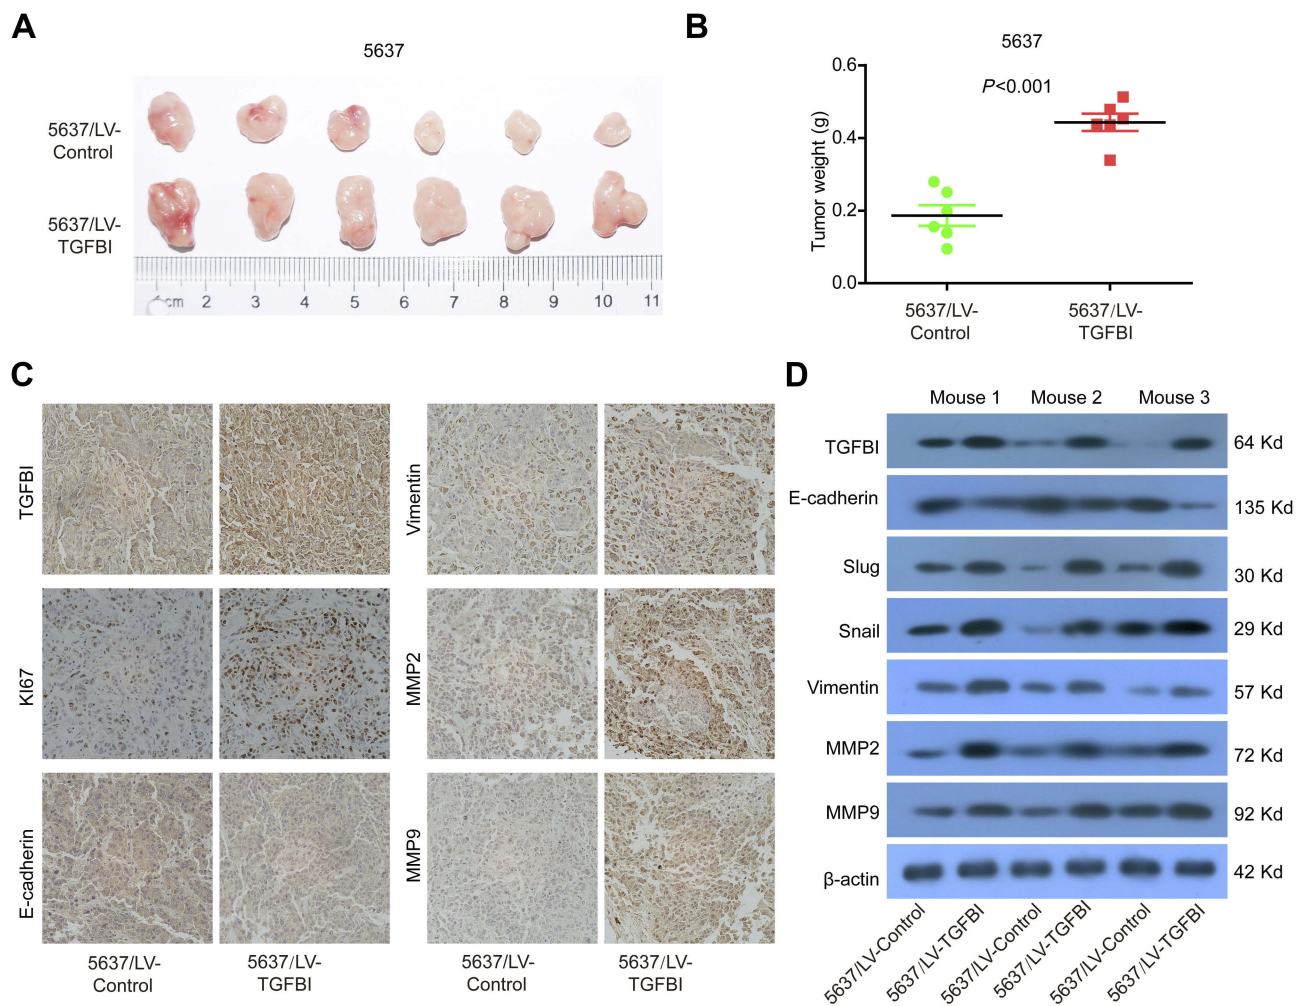 A
5637
5637/LV-
Control
5637/LV-
TGFBI
cm 2 3 4 5 6 7 8 9 10 11
B
5637
P<0.001
Tumor weight (g)
0.6
0.4
0.2
0.0
5637/LV-
Control
5637/LV-
TGFBI
C
TGFBI
KI67
E-cadherin
Vimentin
MMP2
MMP9
5637/LV-
Control
5637/LV-
TGFBI
5637/LV-
Control
5637/LV-
TGFBI
D
Mouse 1 Mouse 2 Mouse 3
TGFBI 64 Kd
E-cadherin 135 Kd
Slug 30 Kd
Snail 29 Kd
Vimentin 57 Kd
MMP2 72 Kd
MMP9 92 Kd
β-actin 42 Kd
5637/LV-Control
5637/LV-TGFBI
5637/LV-Control
5637/LV-TGFBI
5637/LV-Control
5637/LV-TGFBI